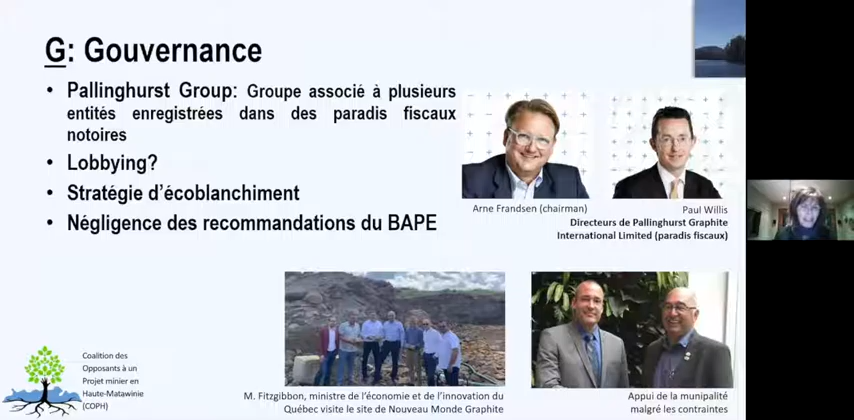 G: Gouvernance
• Pallinghurst Group: Groupe associé à plusieurs
entités enregistrées dans des paradis fiscaux
notoires
• Lobbying?
• Stratégie d'écoblanchiment
• Négligence des recommandations du BAPE
Arne Frandsen (chairman)
Paul Willis
Directeurs de Pallinghurst Graphite
International Limited (paradis fiscaux)
Coalition des
Opposants à un
Projet minier en
Haute-Matawinie
(COPH)
M. Fitzgibbon, ministre de l'économie et de l'innovation du
Québec visite le site de Nouveau Monde Graphite
Appui de la munipalité
malgré les contraintes